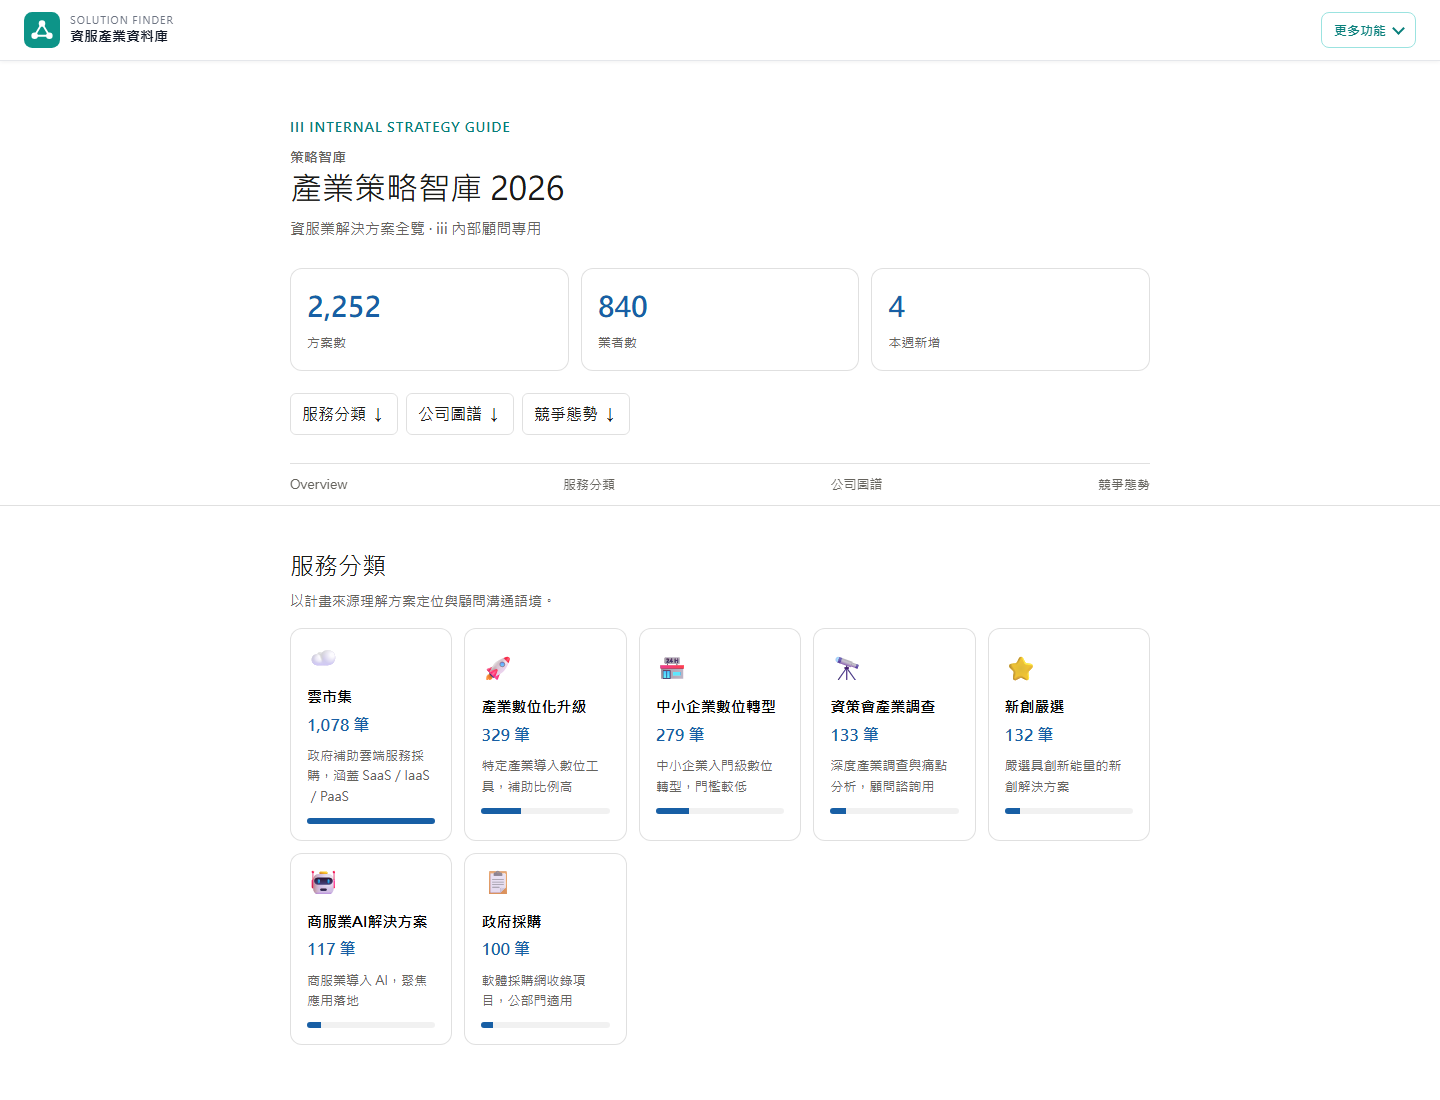 SOLUTION FINDER
資服產業資料庫
更多功能
III INTERNAL STRATEGY GUIDE
策略智庫
產業策略智庫 2026
資服業解決方案全覽 · iii 內部顧問專用
2,252
方案數
840
業者數
4
本週新增
服務分類 ↓
公司圖譜 ↓
競爭態勢 ↓
Overview
服務分類
公司圖譜
競爭態勢
服務分類
以計畫來源理解方案定位與顧問溝通語境。
雲市集
1,078 筆
政府補助雲端服務採
購，涵蓋 SaaS / IaaS
/ PaaS
產業數位化升級
329 筆
特定產業導入數位工
具，補助比例高
24H
中小企業數位轉型
279 筆
中小企業入門級數位
轉型，門檻較低
資策會產業調查
133 筆
深度產業調查與痛點
分析，顧問諮詢用
新創嚴選
132 筆
嚴選具創新能量的新
創解決方案
商服業AI解決方案
117 筆
商服業導入 AI，聚焦
應用落地
政府採購
100 筆
軟體採購網收錄項
目，公部門適用